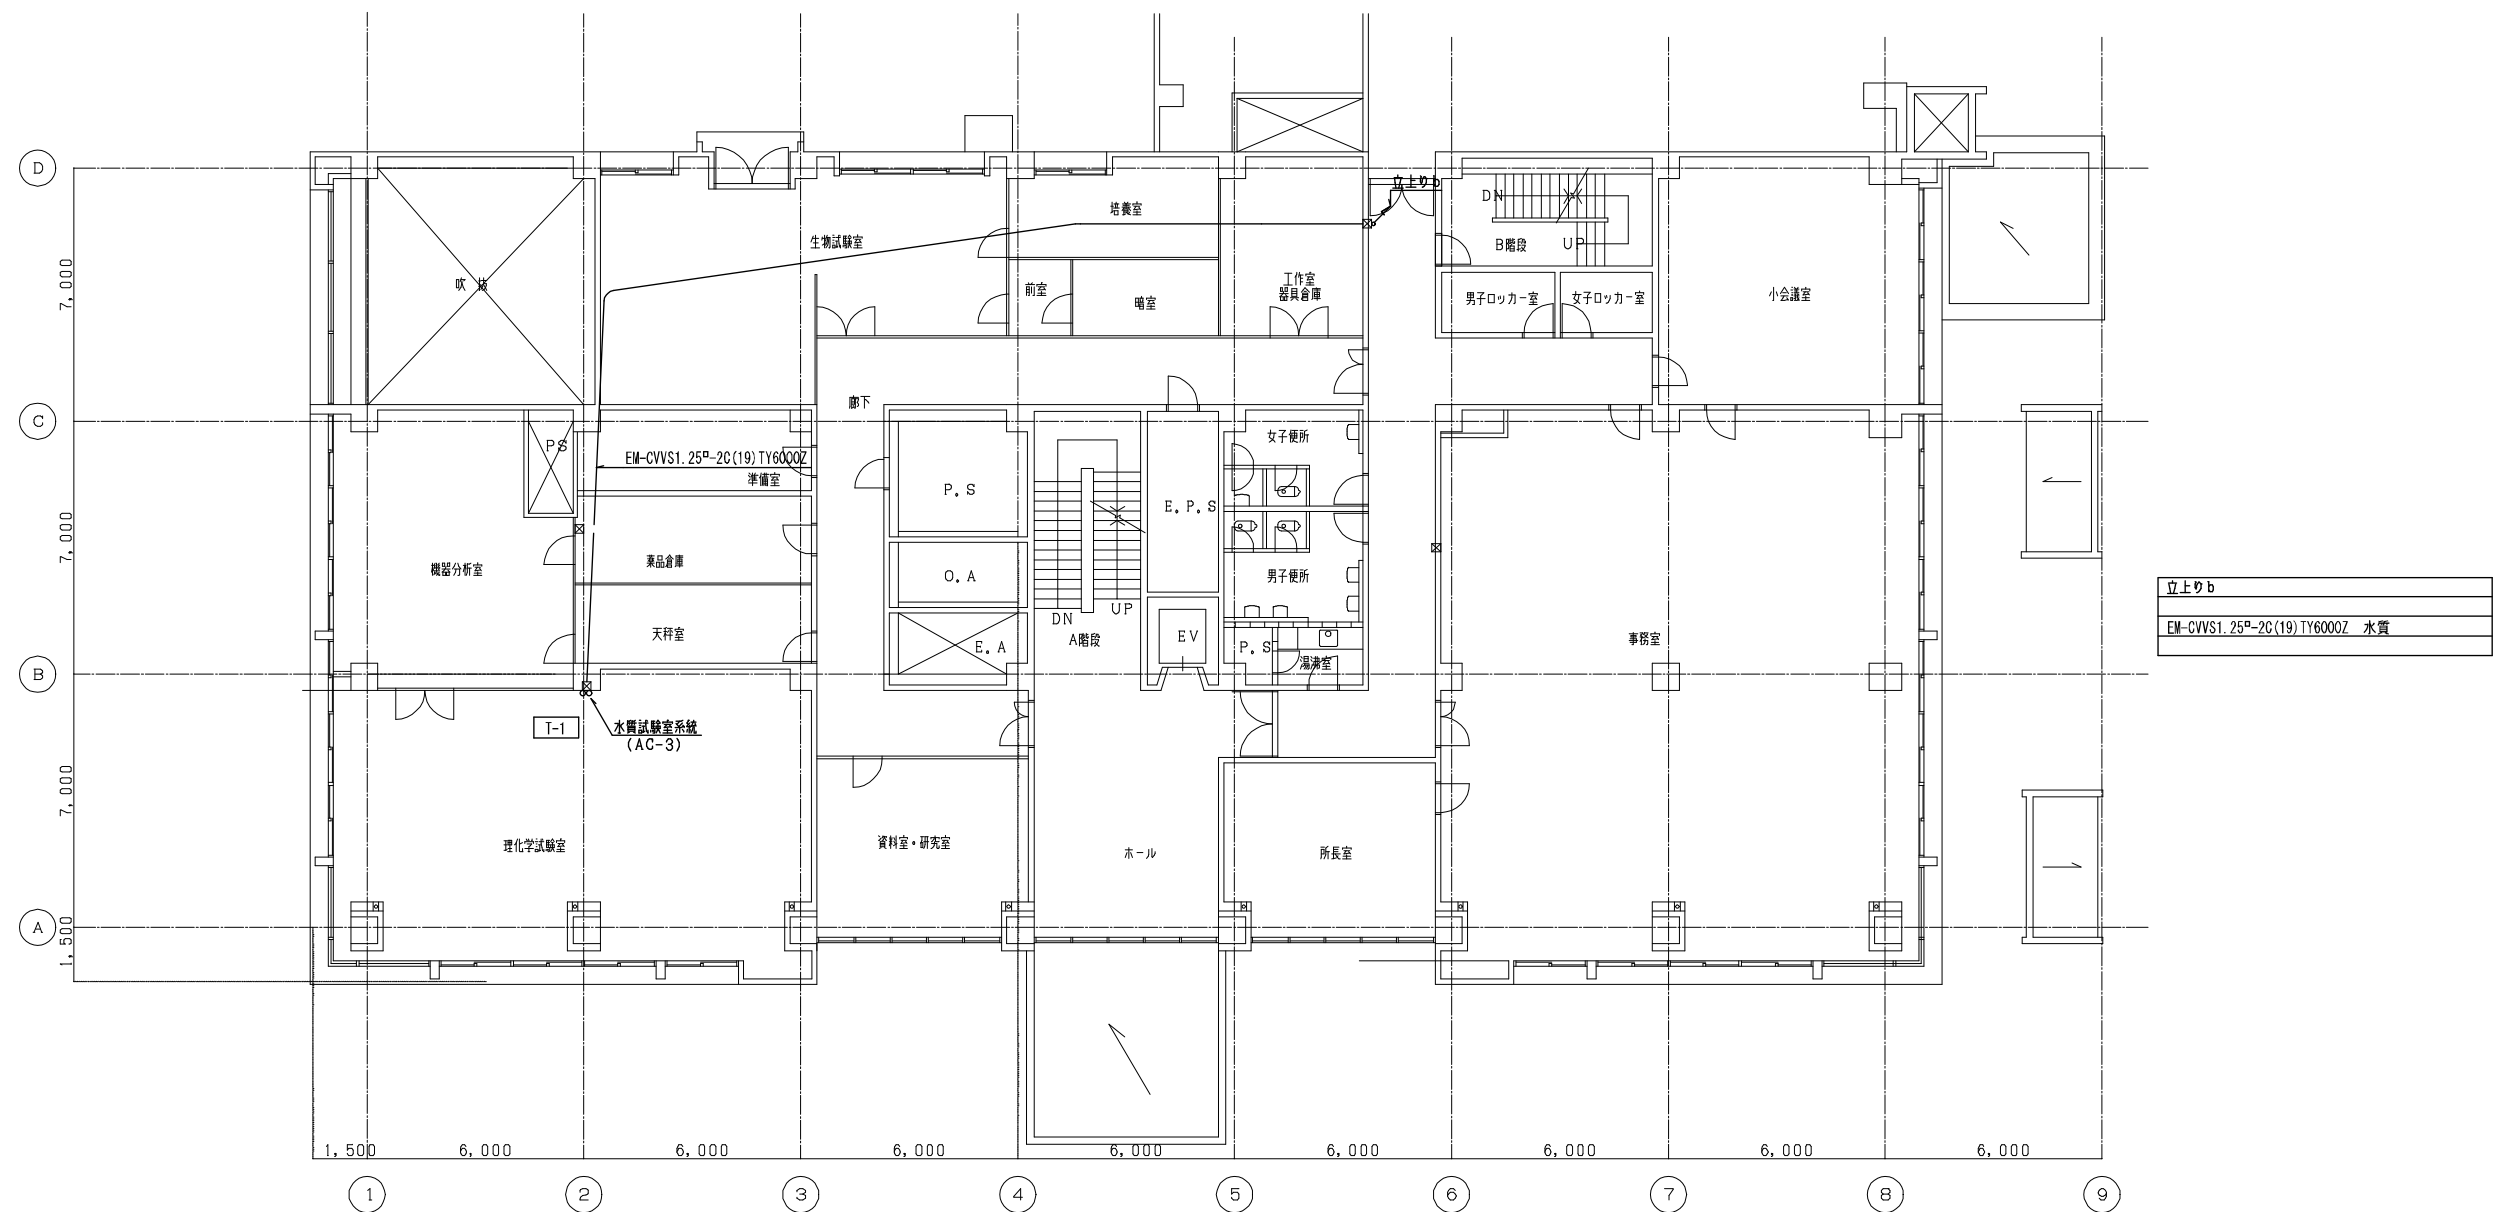 D
立上りb
DN
培養室
生物試験室
B階段
UP
7,000
吹 抜
工作室
器具倉庫
前室
暗室
男子ロッカー室
女子ロッカー室
小会議室
廊下
C
女子便所
PS
EM-CVVS1.25□-2C(19)TY6000Z
準備室
P.S
E.P.S
7,000
薬品倉庫
機器分析室
O.A
男子便所
立上りb
DN
UP
EM-CVVS1.25□-2C(19)TY6000Z 水質
天秤室
A階段
EV
事務室
E.A
P.S
湯沸室
B
T-1
水質試験室系統
(AC-3)
7,000
理化学試験室
資料室・研究室
ホール
所長室
A
1,500
1,500
6,000
6,000
6,000
6,000
6,000
6,000
6,000
6,000
1
2
3
4
5
6
7
8
9